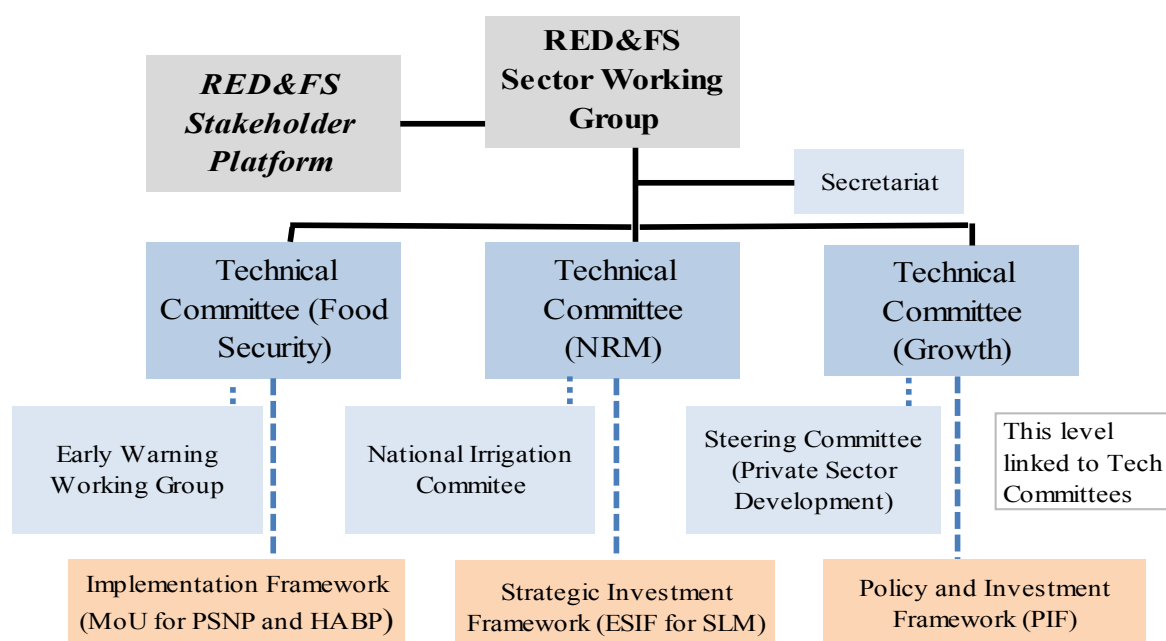 RED&FS
Sector Working
Group
RED&FS
Stakeholder
Platform
Secretariat
Technical
Committee (Food
Security)
Technical
Committee
(NRM)
Technical
Committee
(Growth)
Early Warning
Working Group
National Irrigation
Commitee
Steering Committee
(Private Sector
Development)
This level
linked to Tech
Committees
Implementation Framework
(MoU for PSNP and HABP)
Strategic Investment
Framework (ESIF for SLM)
Policy and Investment
Framework (PIF)